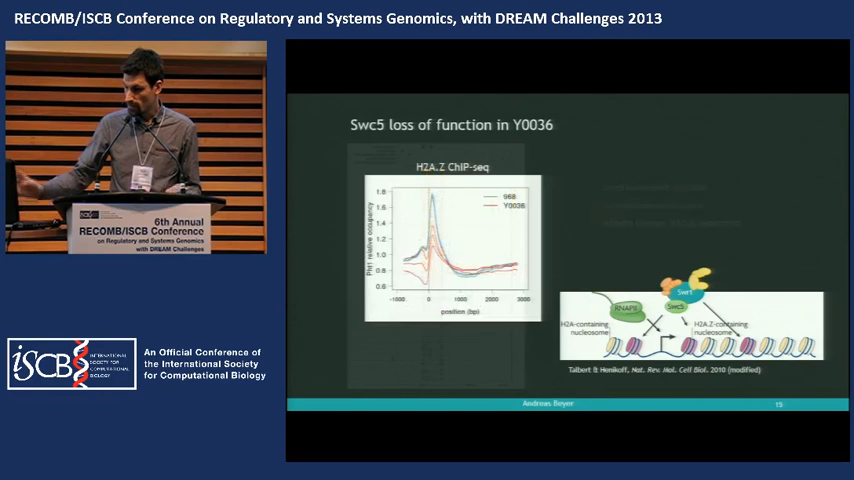 RECOMB/ISCB Conference on Regulatory and Systems Genomics, with DREAM Challenges 2013
6th Annual
RECOMB/ISCB Conference
on Regulatory and Systems Genomics
with DREAM Challenges
iSCB
INTERNATIONAL
SOCIETY FOR
COMPUTATIONAL
BIOLOGY
An Official Conference of
the International Society
for Computational Biology
Swc5 loss of function in Y0036
H2A.Z ChIP-seq
968
Y0036
Pht1 relative occupancy
1.8
1.6
1.4
1.2
1.0
0.8
0.6
-1000
0
1000
2000
3000
position (bp)
Swr1
Swc5
RNAPII
H2A-containing
nucleosome
H2A.Z-containing
nucleosome
Talbert & Henikoff, Nat. Rev. Mol. Cell Biol. 2010 (modified)
Andreas Beyer
15